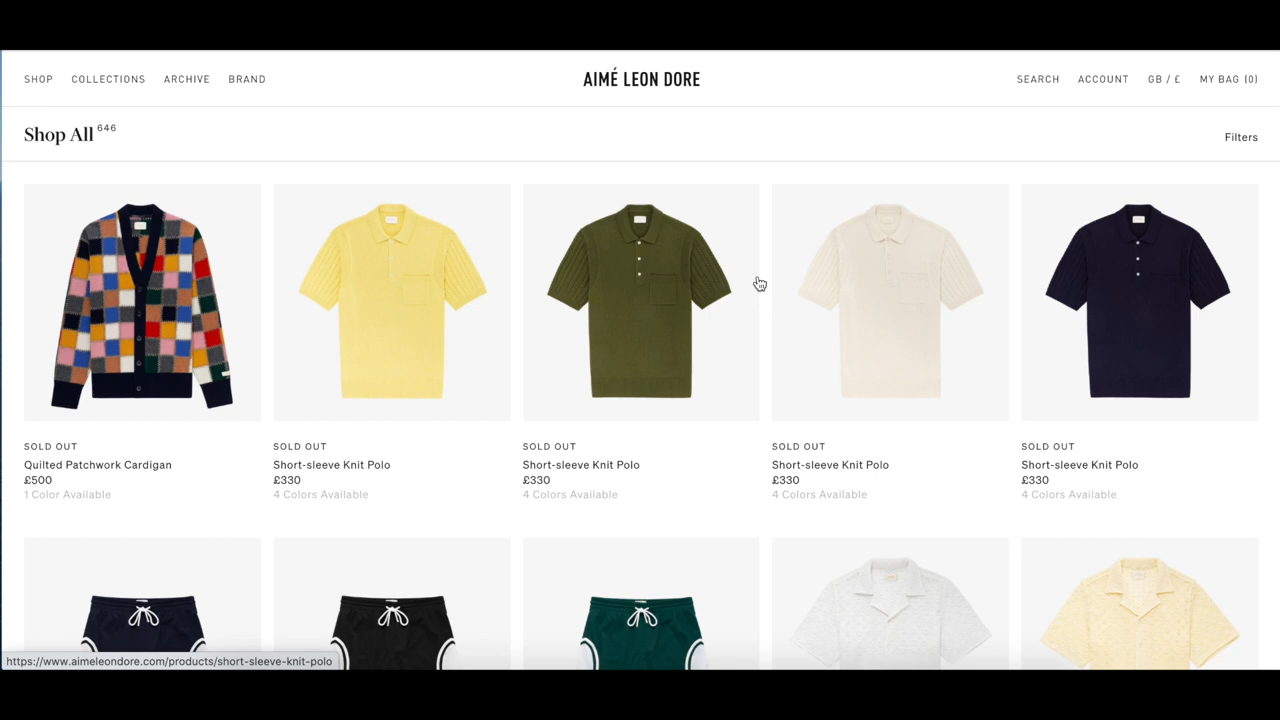 SHOP COLLECTIONS ARCHIVE BRAND AIMÉ LEON DORE SEARCH ACCOUNT GB / £ MY BAG (0)
Shop All 646 Filters
SOLD OUT SOLD OUT SOLD OUT SOLD OUT SOLD OUT
Quilted Patchwork Cardigan Short-sleeve Knit Polo Short-sleeve Knit Polo Short-sleeve Knit Polo Short-sleeve Knit Polo
£500 £330 £330 £330 £330
1 Color Available 4 Colors Available 4 Colors Available 4 Colors Available 4 Colors Available
https://www.aimeleondore.com/products/short-sleeve-knit-polo